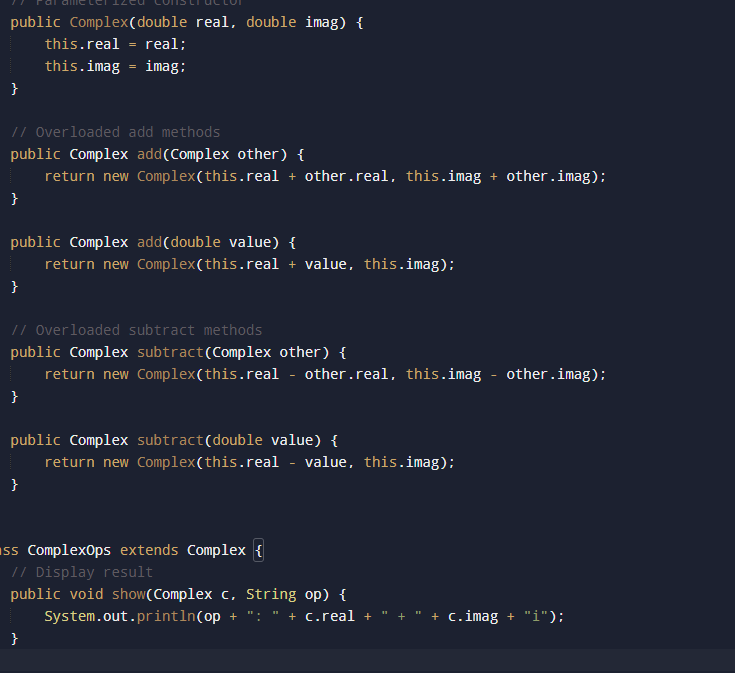 // Parameterized constructor
public Complex(double real, double imag) {
this.real = real;
this.imag = imag;
}
// Overloaded add methods
public Complex add(Complex other) {
return new Complex(this.real + other.real, this.imag + other.imag);
}
public Complex add(double value) {
return new Complex(this.real + value, this.imag);
}
// Overloaded subtract methods
public Complex subtract(Complex other) {
return new Complex(this.real - other.real, this.imag - other.imag);
}
public Complex subtract(double value) {
return new Complex(this.real - value, this.imag);
}
ass ComplexOps extends Complex {
// Display result
public void show(Complex c, String op) {
System.out.println(op + ": " + c.real + " + " + c.imag + "i");
}